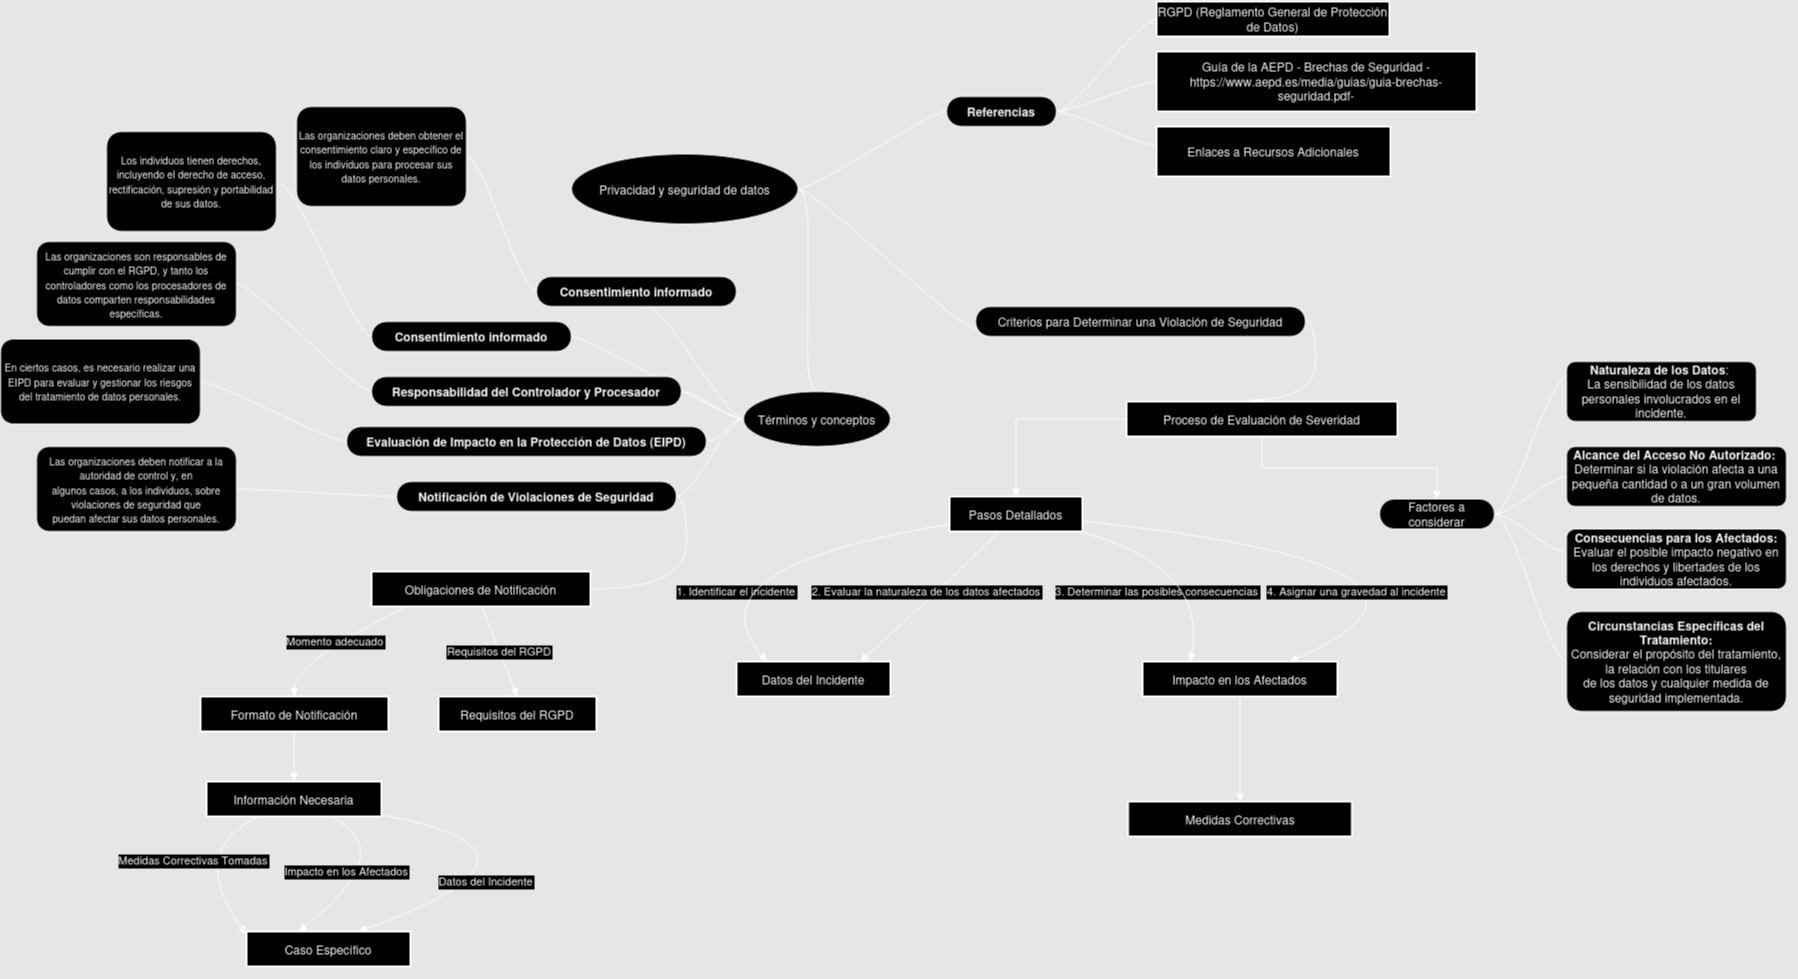 RGPD (Reglamento General de Protección
de Datos)
Guía de la AEPD - Brechas de Seguridad -
https://www.aepd.es/media/guias/guia-brechas-
seguridad.pdf-
Referencias
Enlaces a Recursos Adicionales
Privacidad y seguridad de datos
Las organizaciones deben obtener el
consentimiento claro y específico de
los individuos para procesar sus
datos personales.
Los individuos tienen derechos,
incluyendo el derecho de acceso,
rectificación, supresión y portabilidad
de sus datos.
Las organizaciones son responsables de
cumplir con el RGPD, y tanto los
controladores como los procesadores de
datos comparten responsabilidades
específicas.
En ciertos casos, es necesario realizar una
EIPD para evaluar y gestionar los riesgos
del tratamiento de datos personales.
Las organizaciones deben notificar a la
autoridad de control y, en
algunos casos, a los individuos, sobre
violaciones de seguridad que
puedan afectar sus datos personales.
Consentimiento informado
Consentimiento informado
Responsabilidad del Controlador y Procesador
Evaluación de Impacto en la Protección de Datos (EIPD)
Notificación de Violaciones de Seguridad
Términos y conceptos
Criterios para Determinar una Violación de Seguridad
Proceso de Evaluación de Severidad
Pasos Detallados
Factores a
considerar
Naturaleza de los Datos:
La sensibilidad de los datos
personales involucrados en el
incidente.
Alcance del Acceso No Autorizado:
Determinar si la violación afecta a una
pequeña cantidad o a un gran volumen
de datos.
Consecuencias para los Afectados:
Evaluar el posible impacto negativo en
los derechos y libertades de los
individuos afectados.
Circunstancias Específicas del
Tratamiento:
Considerar el propósito del tratamiento,
la relación con los titulares
de los datos y cualquier medida de
seguridad implementada.
Obligaciones de Notificación
1. Identificar el incidente
2. Evaluar la naturaleza de los datos afectados
3. Determinar las posibles consecuencias
4. Asignar una gravedad al incidente
Momento adecuado
Requisitos del RGPD
Datos del Incidente
Impacto en los Afectados
Formato de Notificación
Requisitos del RGPD
Información Necesaria
Medidas Correctivas
Medidas Correctivas Tomadas
Impacto en los Afectados
Datos del Incidente
Caso Específico